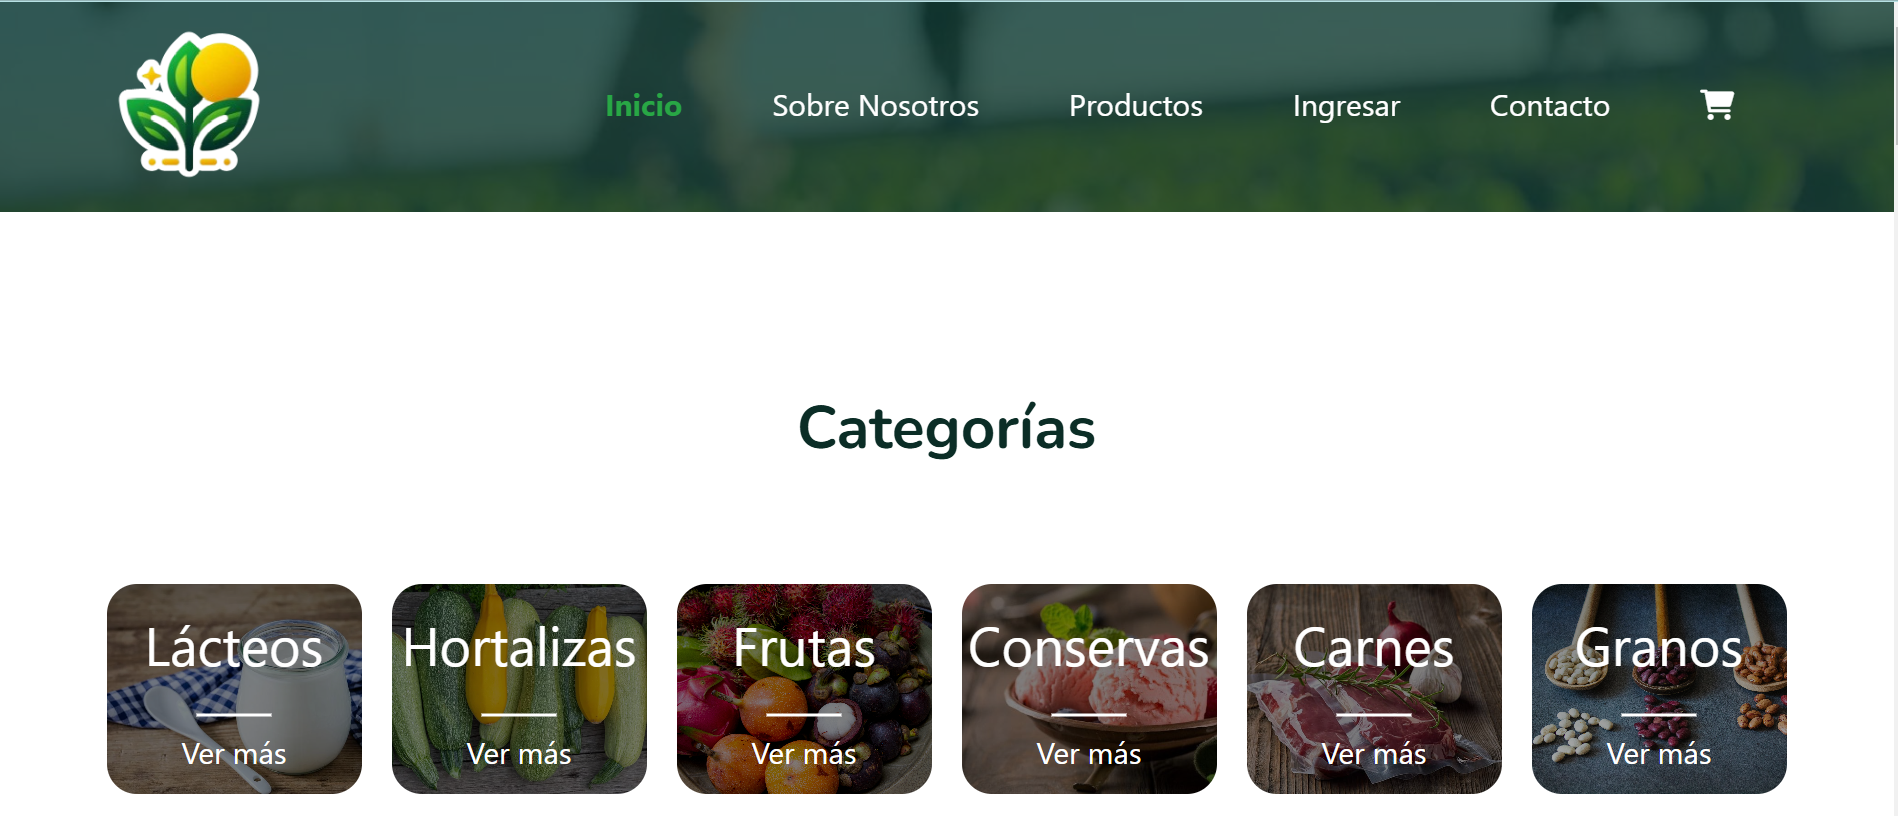 Inicio Sobre Nosotros Productos Ingresar Contacto
Categorías
Lácteos Hortalizas Frutas Conservas Carnes Granos
Ver más Ver más Ver más Ver más Ver más Ver más